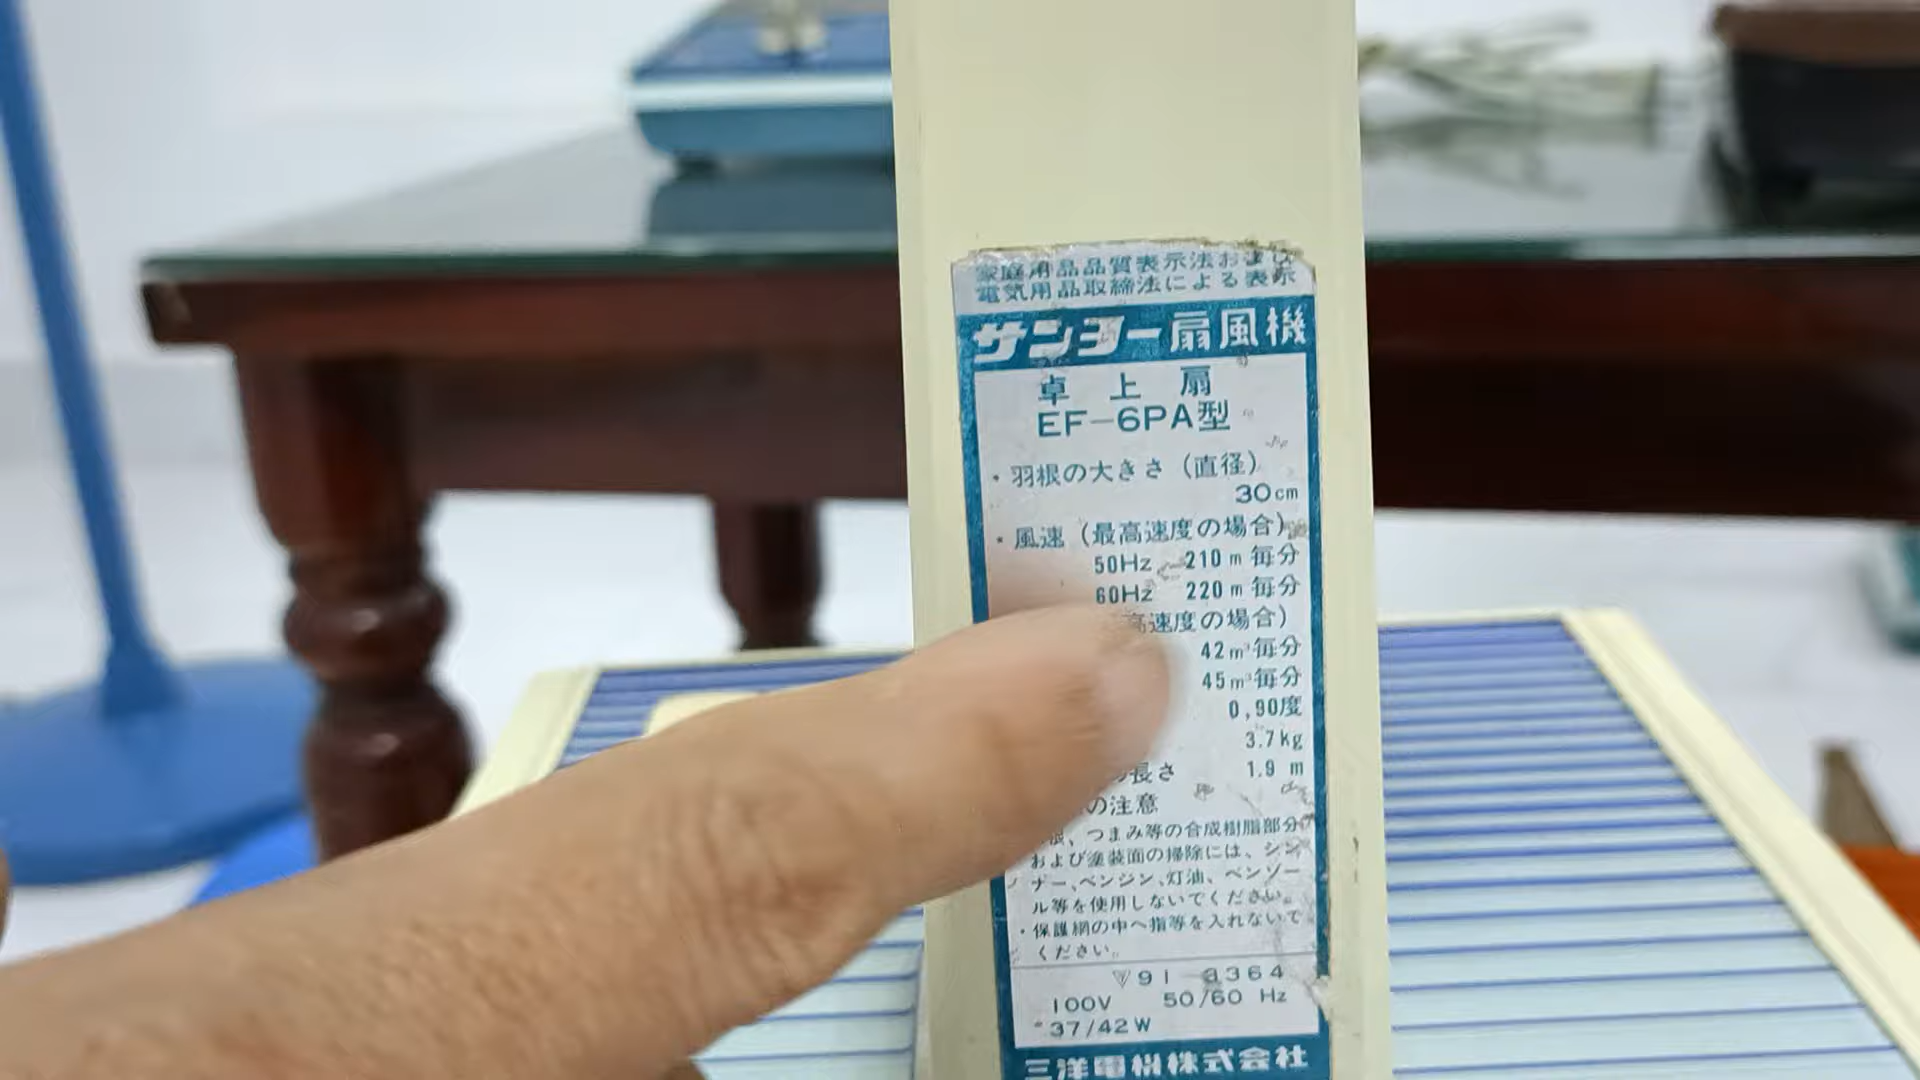 家庭用品品質表示法および
電気用品取締法による表示
サンヨー扇風機
卓上扇
EF-6PA型
・羽根の大きさ（直径）
30cm
・風速（最高速度の場合）
50Hz 210m毎分
60Hz 220m毎分
高速度の場合）
42m³毎分
45m³毎分
0,90度
3.7kg
の長さ 1.9m
の注意
根、つまみ等の合成樹脂部分
および塗装面の掃除には、シン
ナー、ベンジン、灯油、ベンゾー
ル等を使用しないでください。
・保護網の中へ指等を入れないで
ください。
▽91 3364
100V 50/60 Hz
37/42W
三洋電機株式会社